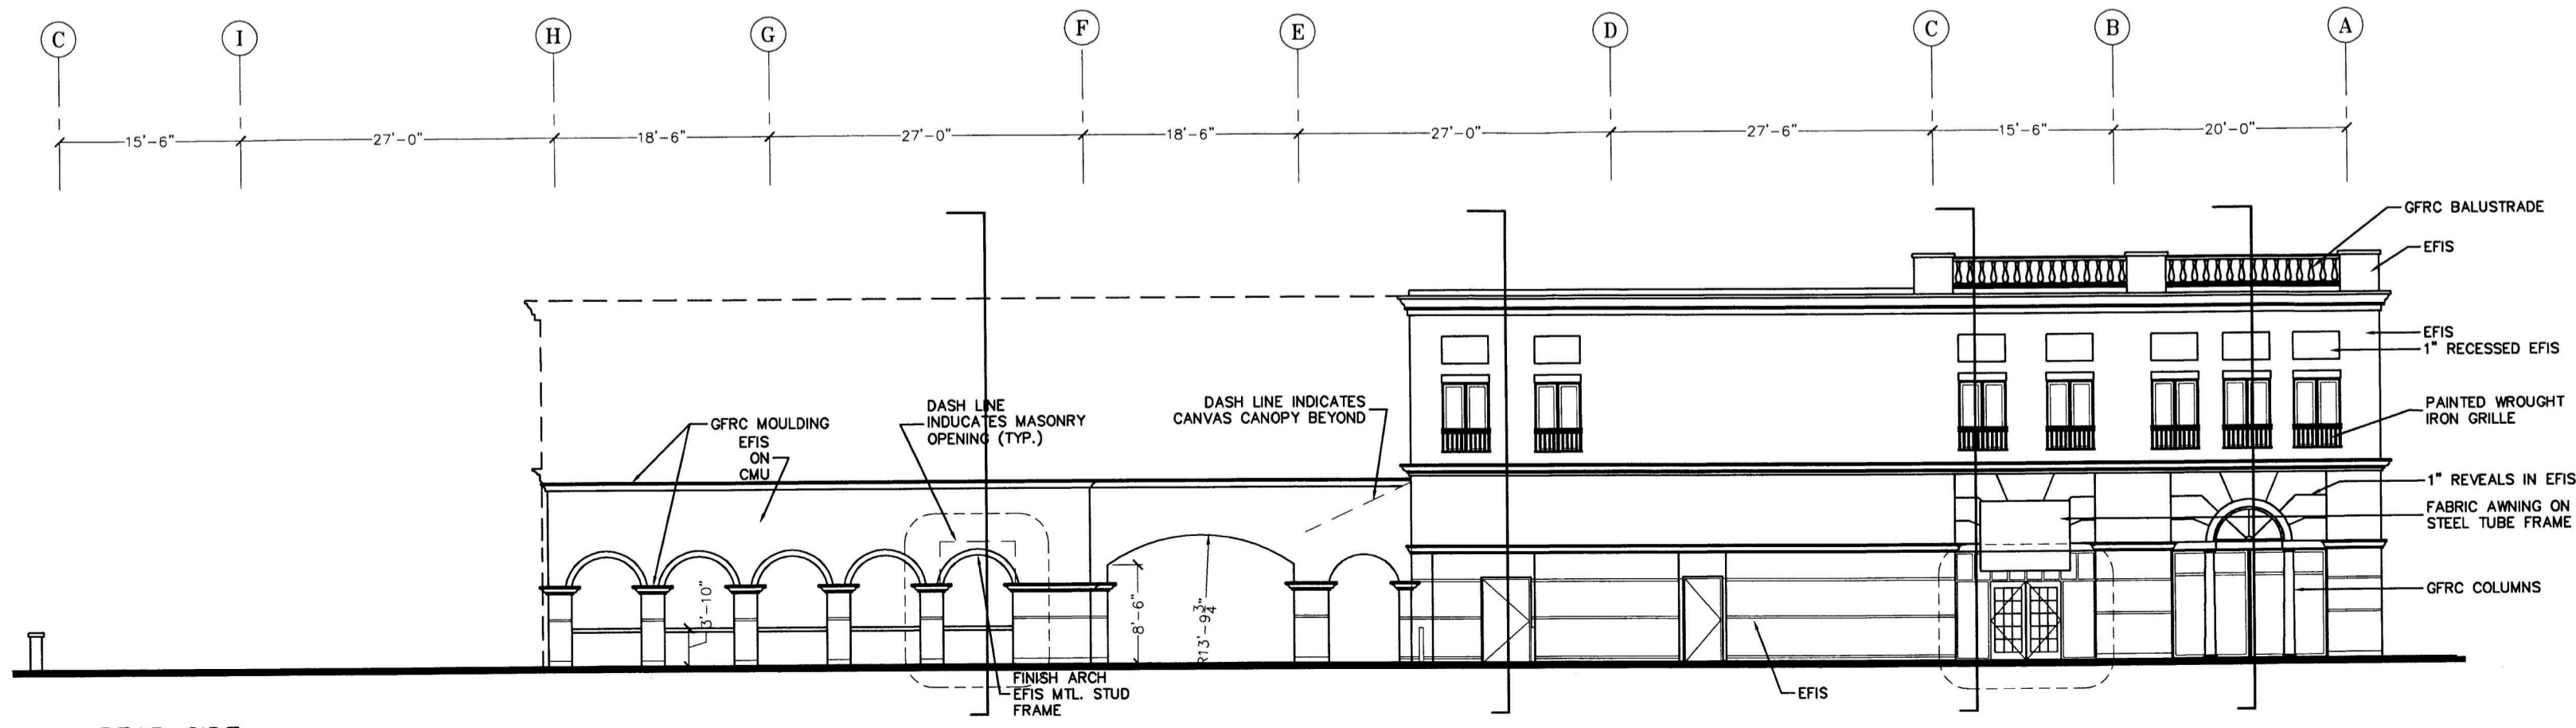 C I H G F E D C B A
15'-6" 27'-0" 18'-6" 27'-0" 18'-6" 27'-0" 27'-6" 15'-6" 20'-0"
GFRC BALUSTRADE
EFIS
EFIS
1" RECESSED EFIS
PAINTED WROUGHT
IRON GRILLE
1" REVEALS IN EFIS
FABRIC AWNING ON
STEEL TUBE FRAME
GFRC COLUMNS
DASH LINE INDICATES
CANVAS CANOPY BEYOND
DASH LINE
INDUCATES MASONRY
OPENING (TYP.)
GFRC MOULDING
EFIS
ON
CMU
3'-10"
8'-6"
R13'-9 3/4"
FINISH ARCH
EFIS MTL. STUD
FRAME
EFIS